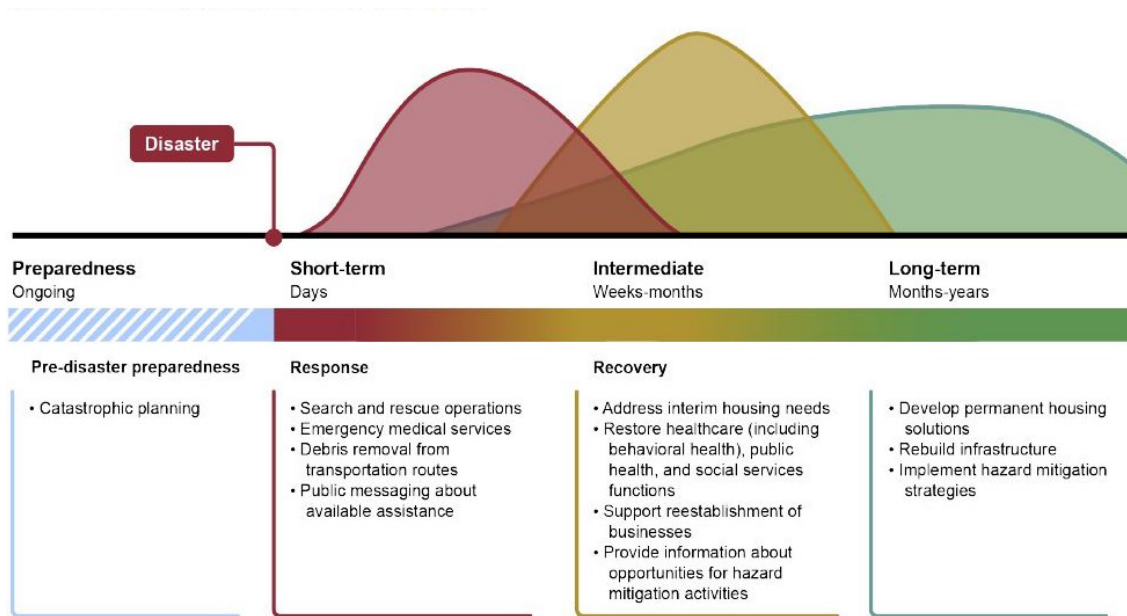 Disaster
Preparedness
Ongoing
Short-term
Days
Intermediate
Weeks-months
Long-term
Months-years
Pre-disaster preparedness
• Catastrophic planning
Response
• Search and rescue operations
• Emergency medical services
• Debris removal from
transportation routes
• Public messaging about
available assistance
Recovery
• Address interim housing needs
• Restore healthcare (including
behavioral health), public
health, and social services
functions
• Support reestablishment of
businesses
• Provide information about
opportunities for hazard
mitigation activities
• Develop permanent housing
solutions
• Rebuild infrastructure
• Implement hazard mitigation
strategies